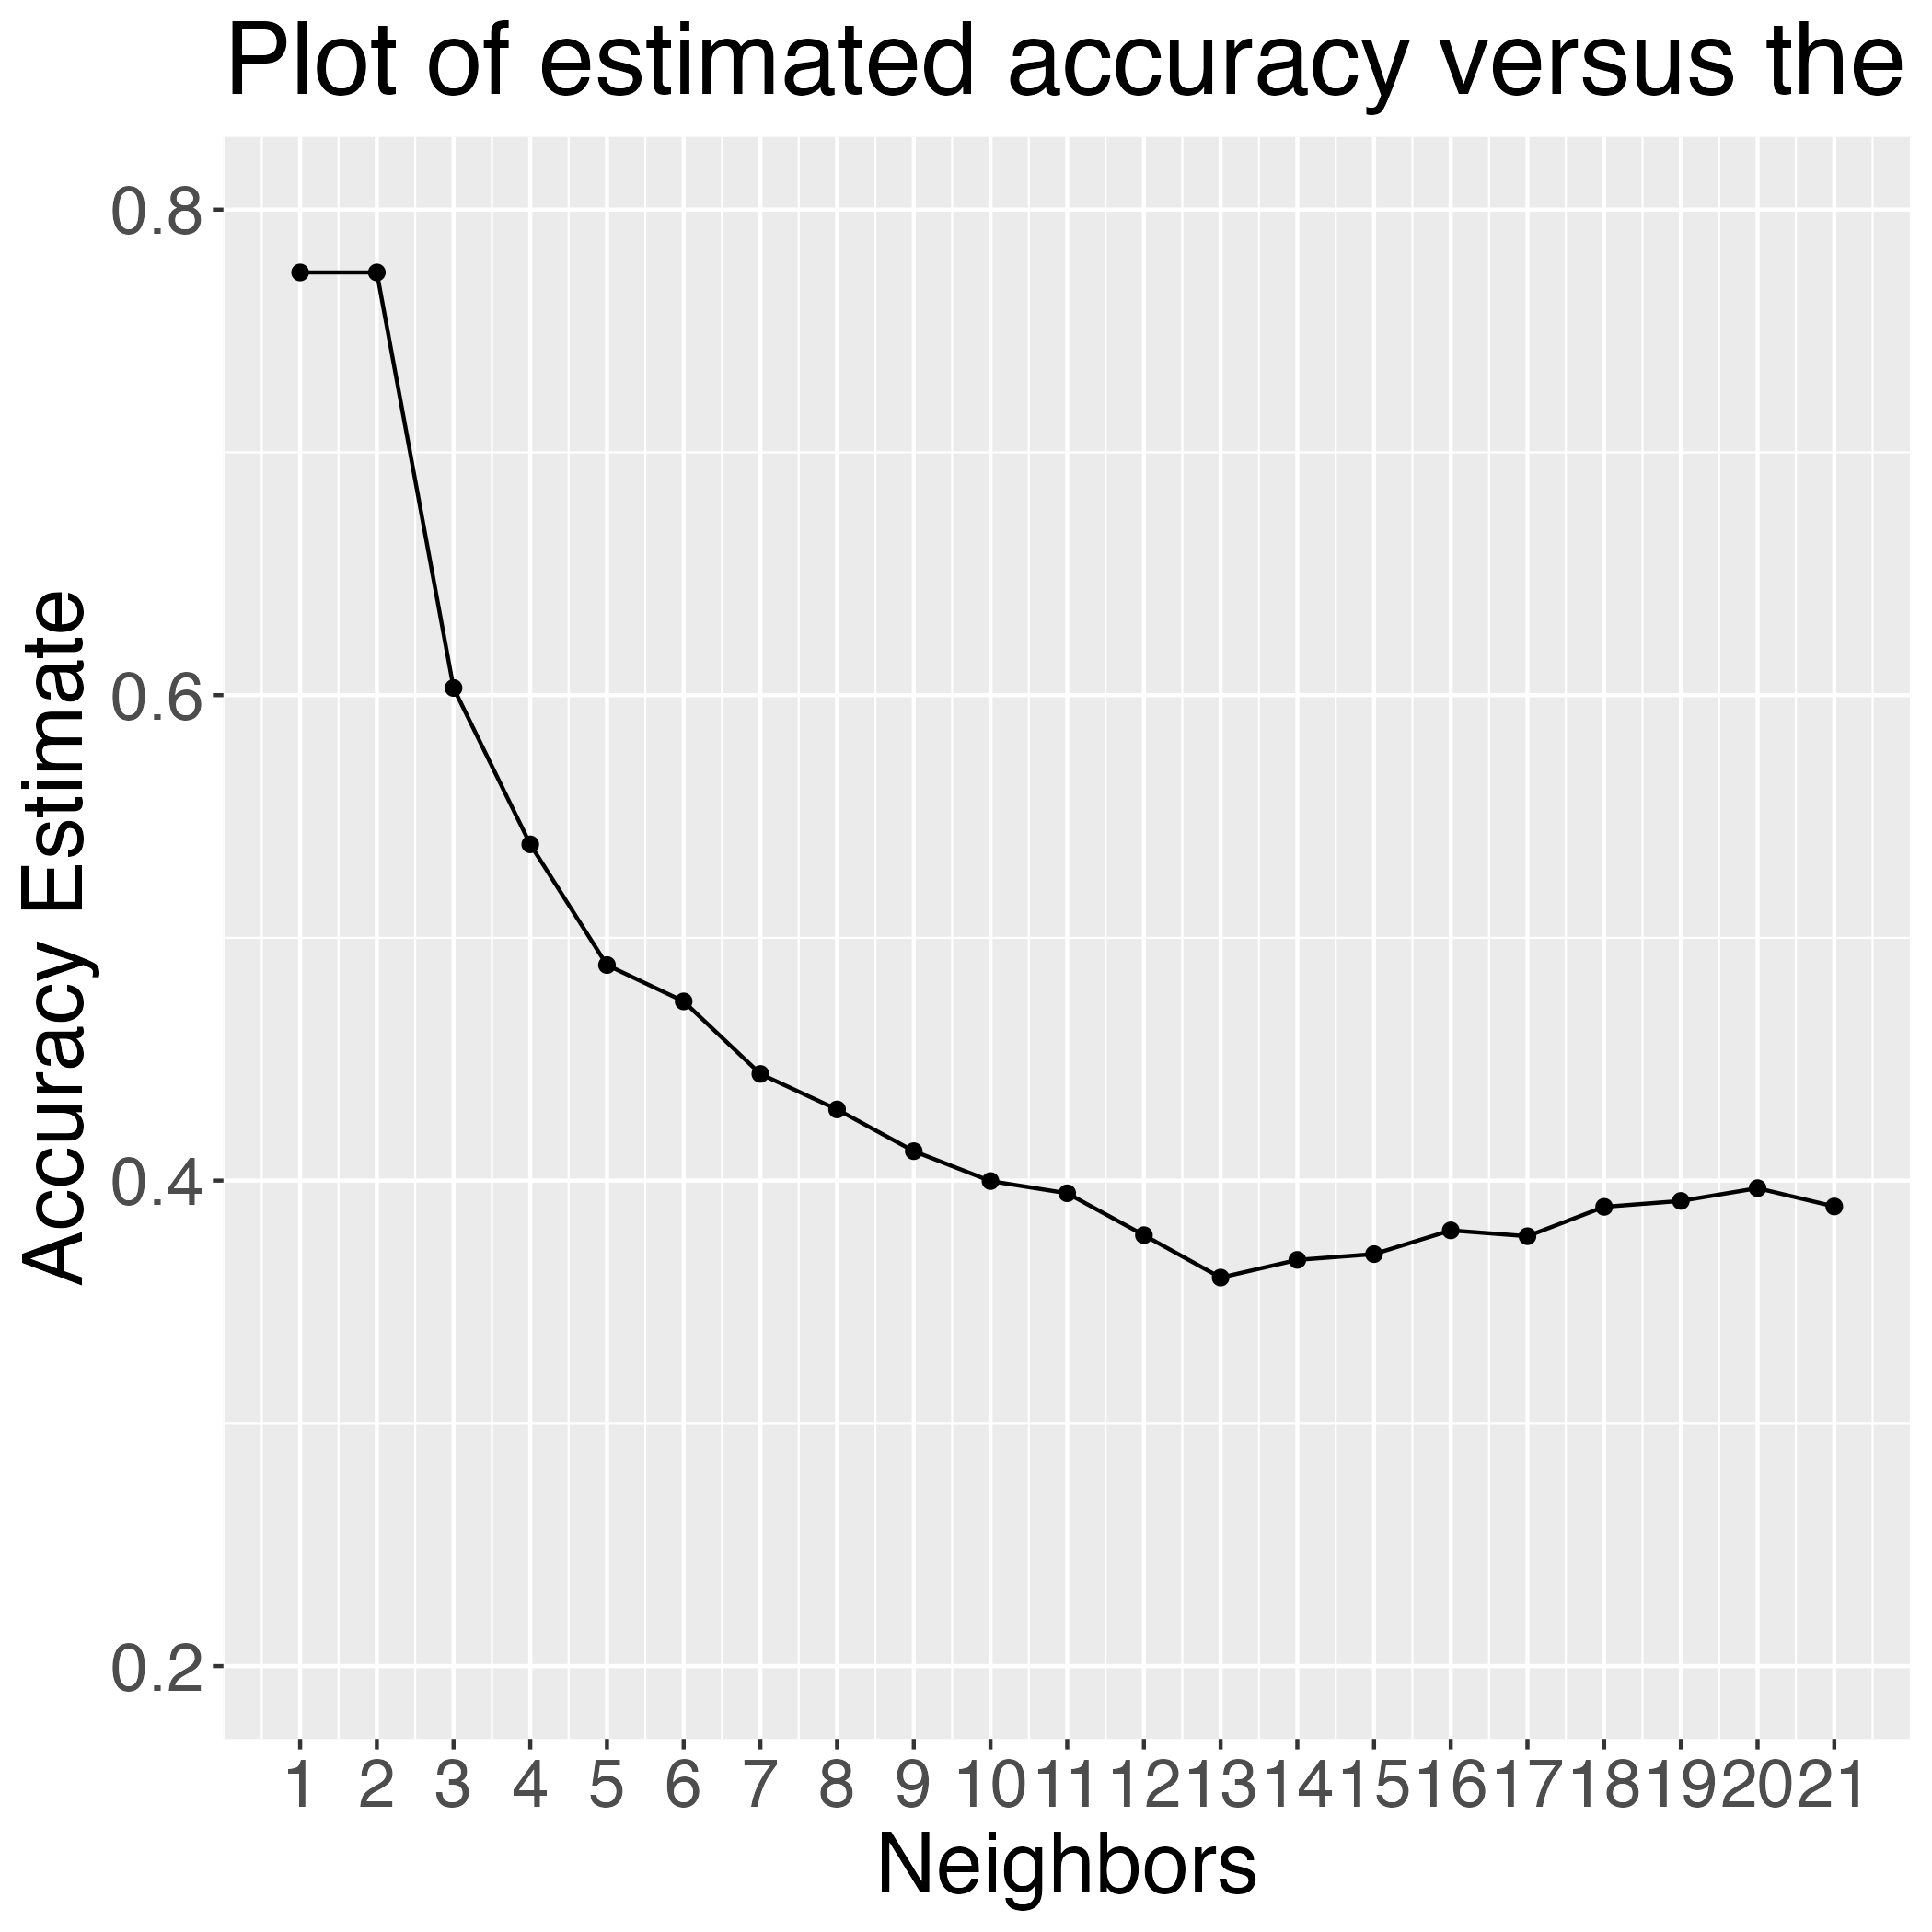 Plot of estimated accuracy versus the
Accuracy Estimate
0.8
0.6
0.4
0.2
1 2 3 4 5 6 7 8 9 10 11 12 13 14 15 16 17 18 19 20 21
Neighbors